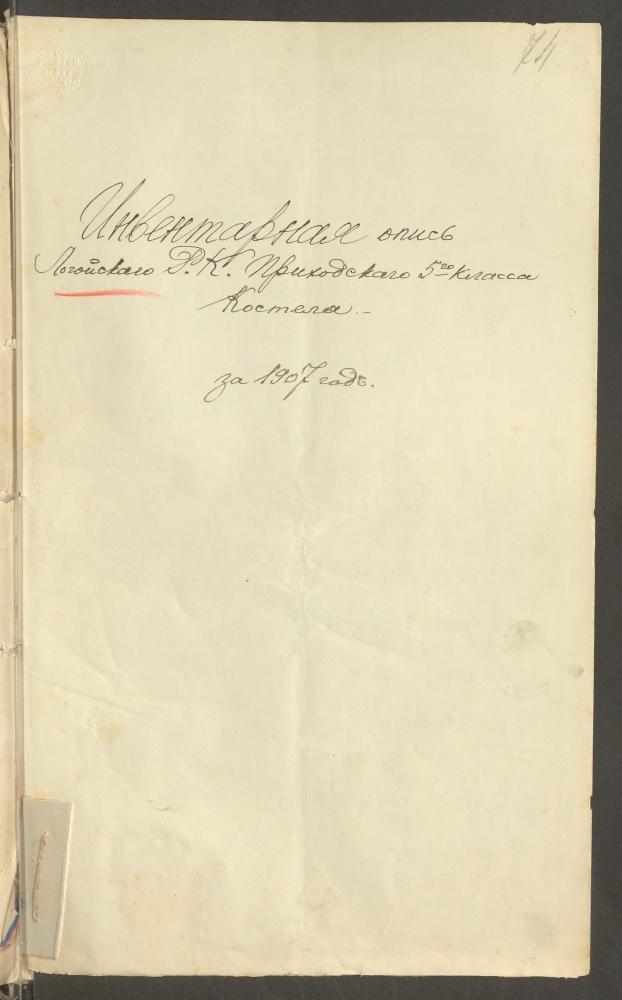 74
Инвентарная опись
Логойскаго Р. К. Приходскаго 5го класса
Костела.-
за 1907 годъ.